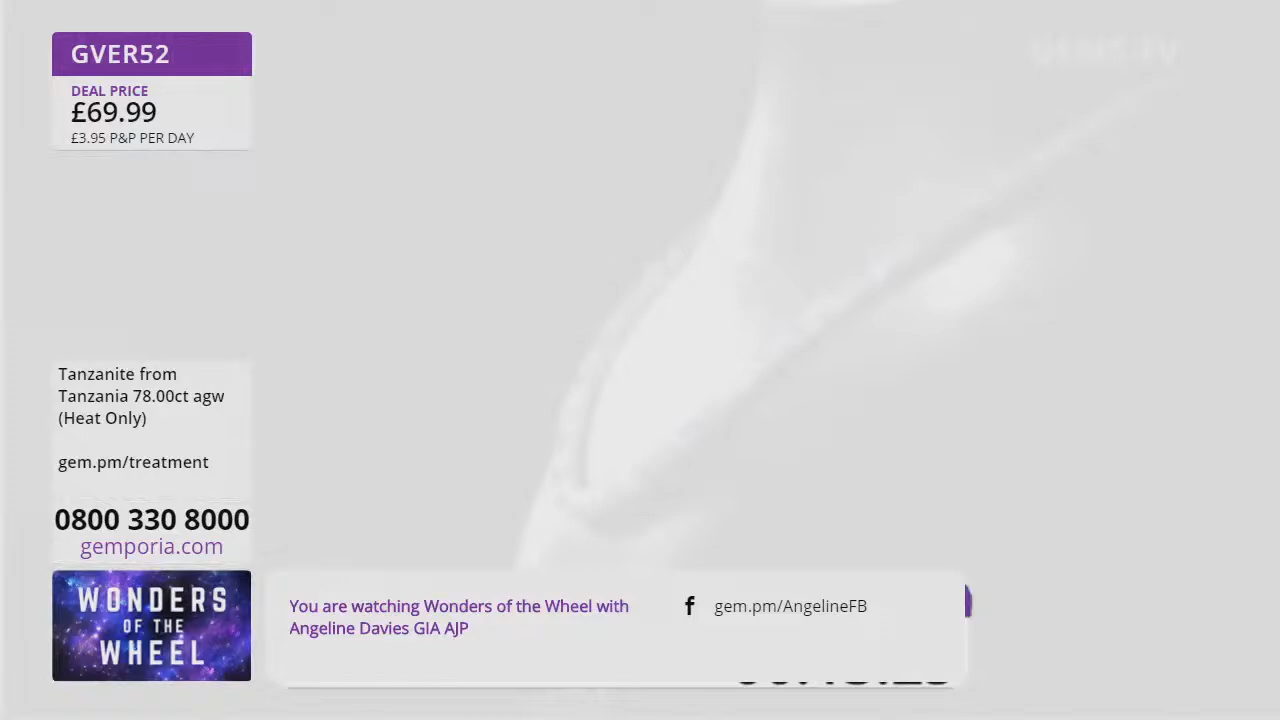 GVER52
DEAL PRICE
£69.99
£3.95 P&P PER DAY
Tanzanite from
Tanzania 78.00ct agw
(Heat Only)
gem.pm/treatment
0800 330 8000
gemporia.com
WONDERS
OF THE
WHEEL
You are watching Wonders of the Wheel with
Angeline Davies GIA AJP
f gem.pm/AngelineFB